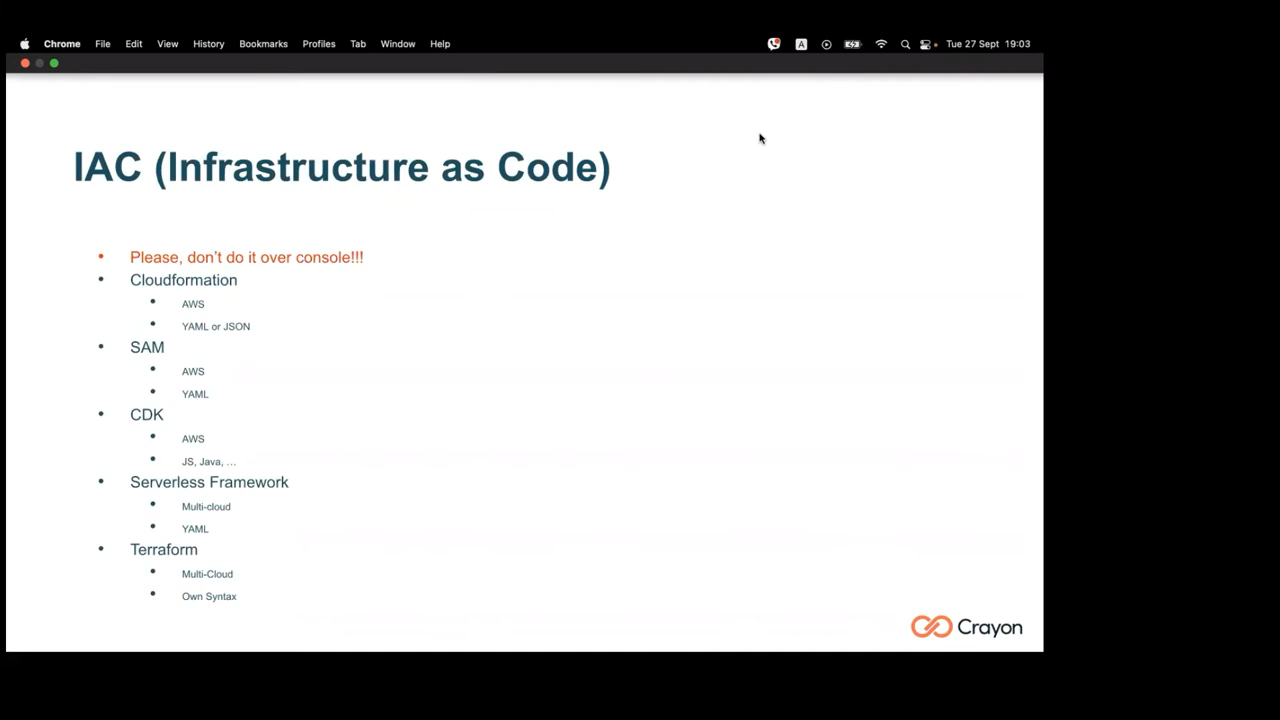 Chrome File Edit View History Bookmarks Profiles Tab Window Help A Tue 27 Sept 19:03
IAC (Infrastructure as Code)
• Please, don't do it over console!!!
• Cloudformation
• AWS
• YAML or JSON
• SAM
• AWS
• YAML
• CDK
• AWS
• JS, Java, ...
• Serverless Framework
• Multi-cloud
• YAML
• Terraform
• Multi-Cloud
• Own Syntax
Crayon